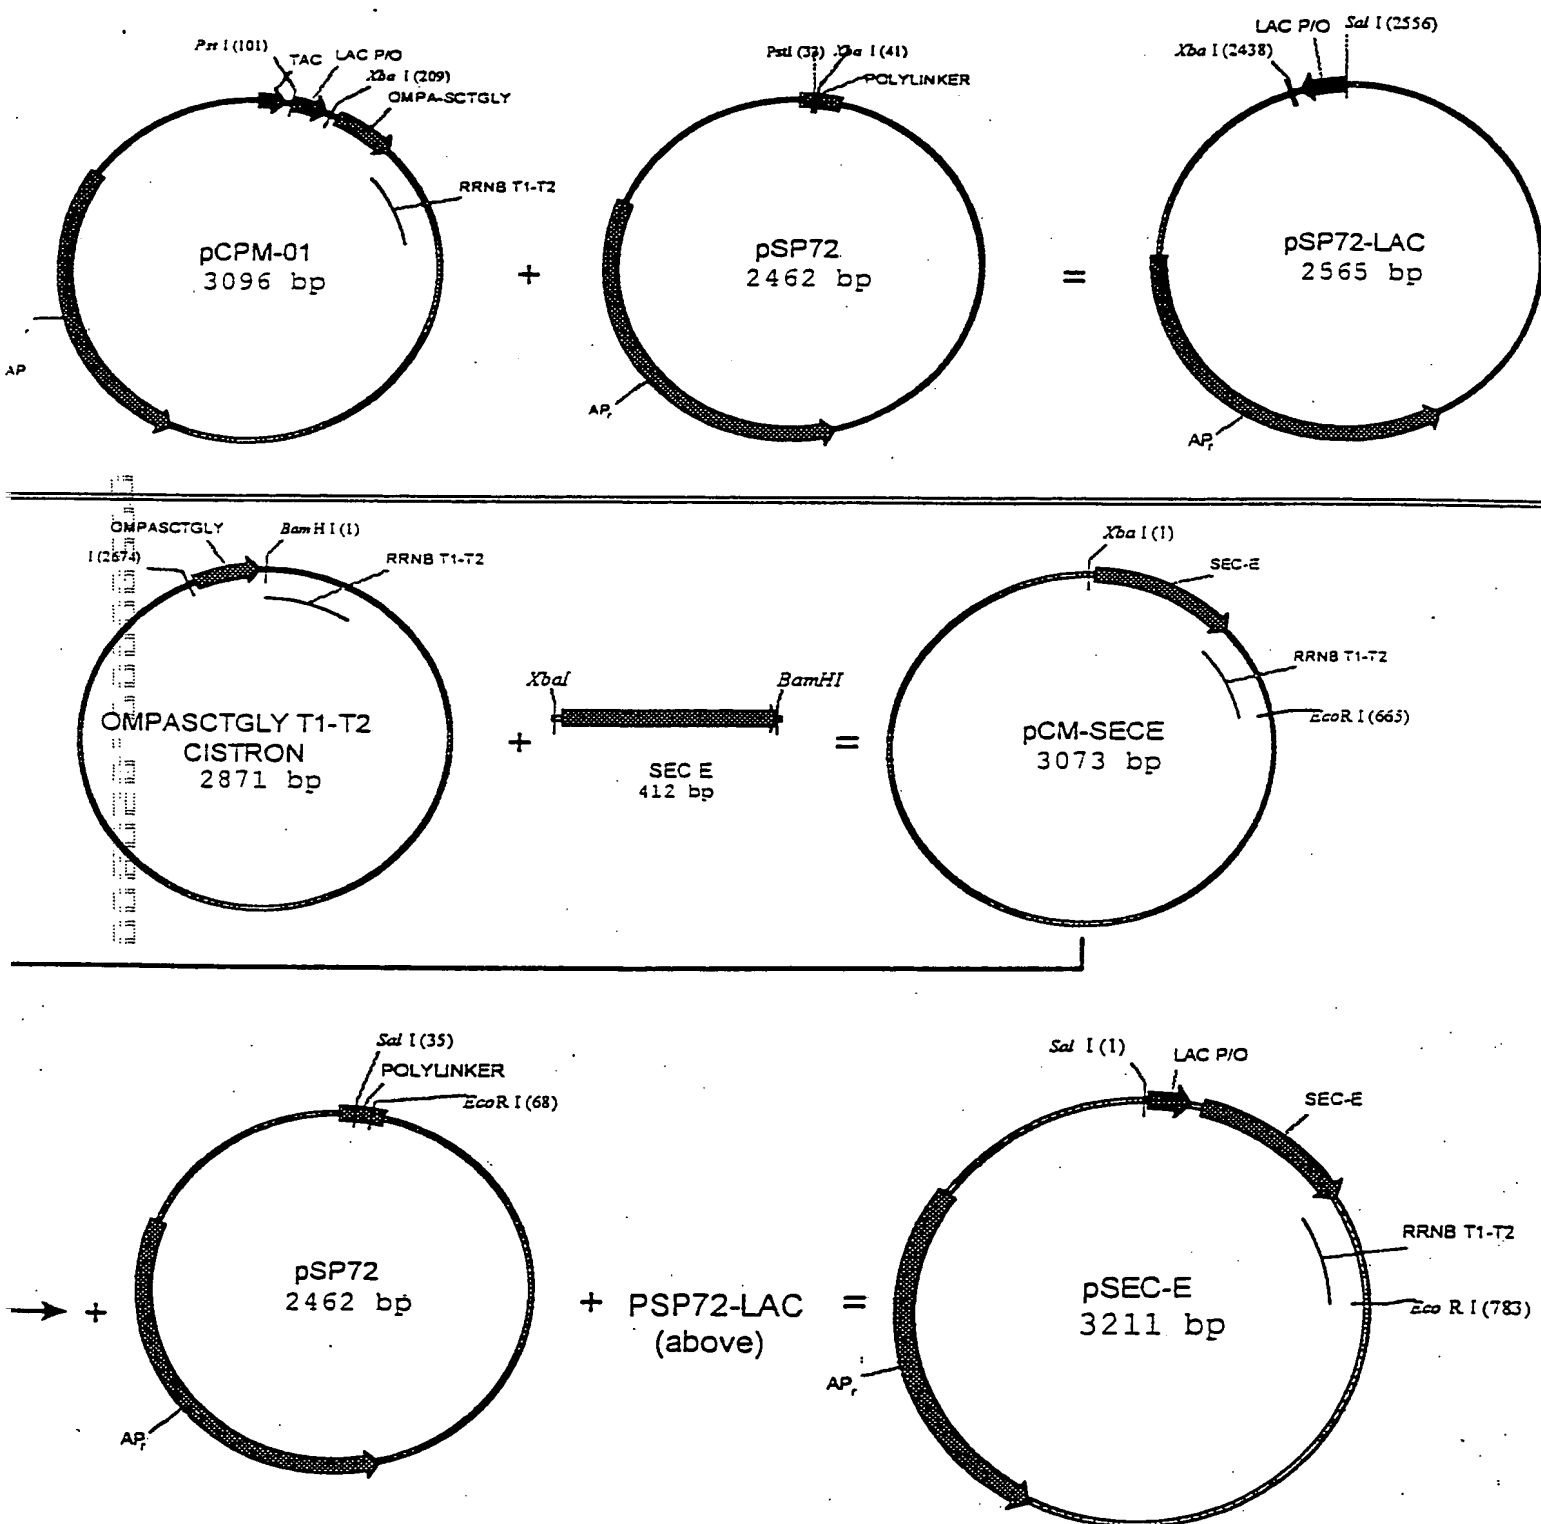 Pst I (101)
TAC
LAC P/O
Xba I (209)
OMPA-SCTGLY
RRNB T1-T2
pCPM-01
3096 bp
AP
+
PstI (33)
Xba I (41)
POLYLINKER
pSP72
2462 bp
APr
=
Xba I (2438)
LAC P/O
Sal I (2556)
pSP72-LAC
2565 bp
APr
OMPASCTGLY
I (2674)
BamH I (1)
RRNB T1-T2
OMPASCTGLY T1-T2
CISTRON
2871 bp
+
XbaI
BamHI
SEC E
412 bp
=
Xba I (1)
SEC-E
RRNB T1-T2
EcoR I (665)
pCM-SECE
3073 bp
+
Sal I (35)
POLYLINKER
EcoR I (68)
pSP72
2462 bp
APr
+ PSP72-LAC =
(above)
Sal I (1)
LAC P/O
SEC-E
RRNB T1-T2
Eco R I (783)
pSEC-E
3211 bp
APr